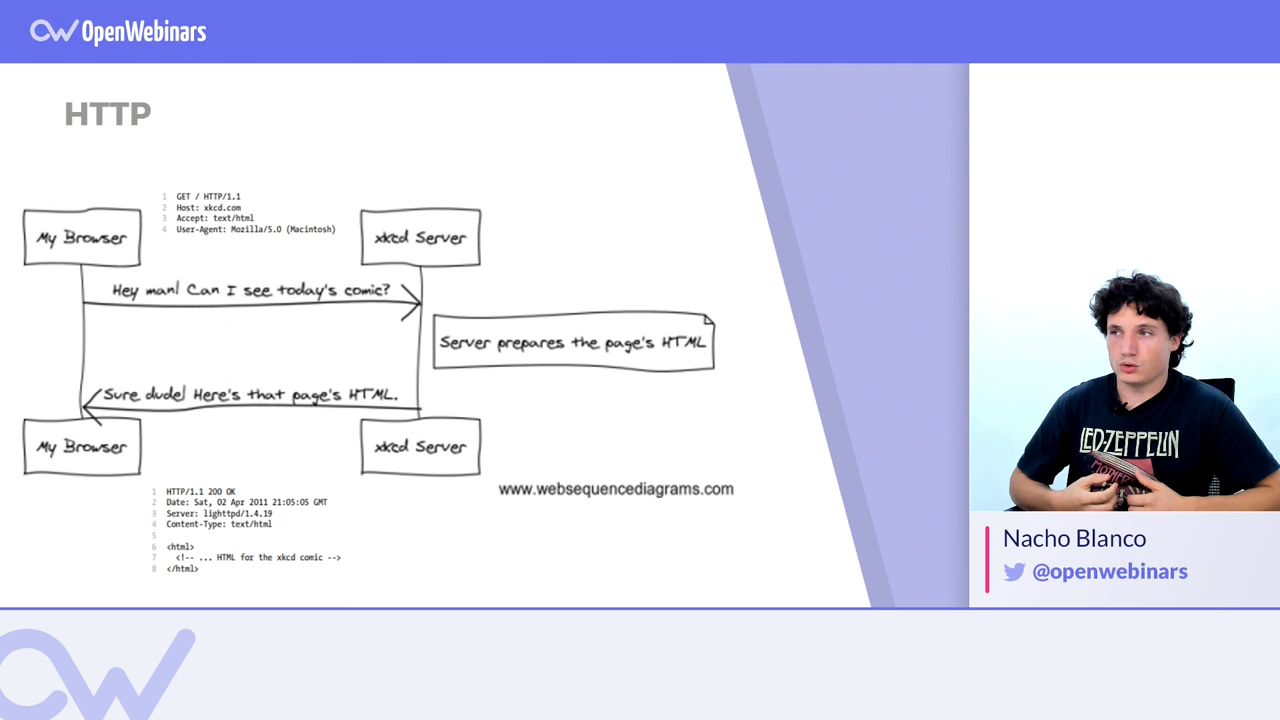 OpenWebinars
HTTP
1 GET / HTTP/1.1
2 Host: xkcd.com
3 Accept: text/html
4 User-Agent: Mozilla/5.0 (Macintosh)
My Browser
xkcd Server
Hey man! Can I see today's comic?
Server prepares the page's HTML
Sure dude! Here's that page's HTML.
My Browser
xkcd Server
www.websequencediagrams.com
1 HTTP/1.1 200 OK
2 Date: Sat, 02 Apr 2011 21:05:05 GMT
3 Server: lighttpd/1.4.19
4 Content-Type: text/html
5
6 <html>
7 <!-- ... HTML for the xkcd comic -->
8 </html>
LED-ZEPPELIN
Nacho Blanco
@openwebinars